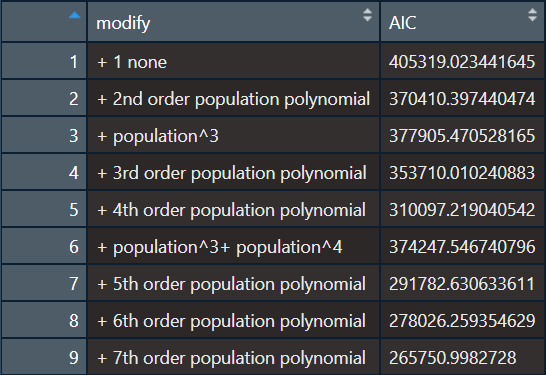 modify AIC
1 + 1 none 405319.023441645
2 + 2nd order population polynomial 370410.397440474
3 + population^3 377905.470528165
4 + 3rd order population polynomial 353710.010240883
5 + 4th order population polynomial 310097.219040542
6 + population^3+ population^4 374247.546740796
7 + 5th order population polynomial 291782.630633611
8 + 6th order population polynomial 278026.259354629
9 + 7th order population polynomial 265750.9982728